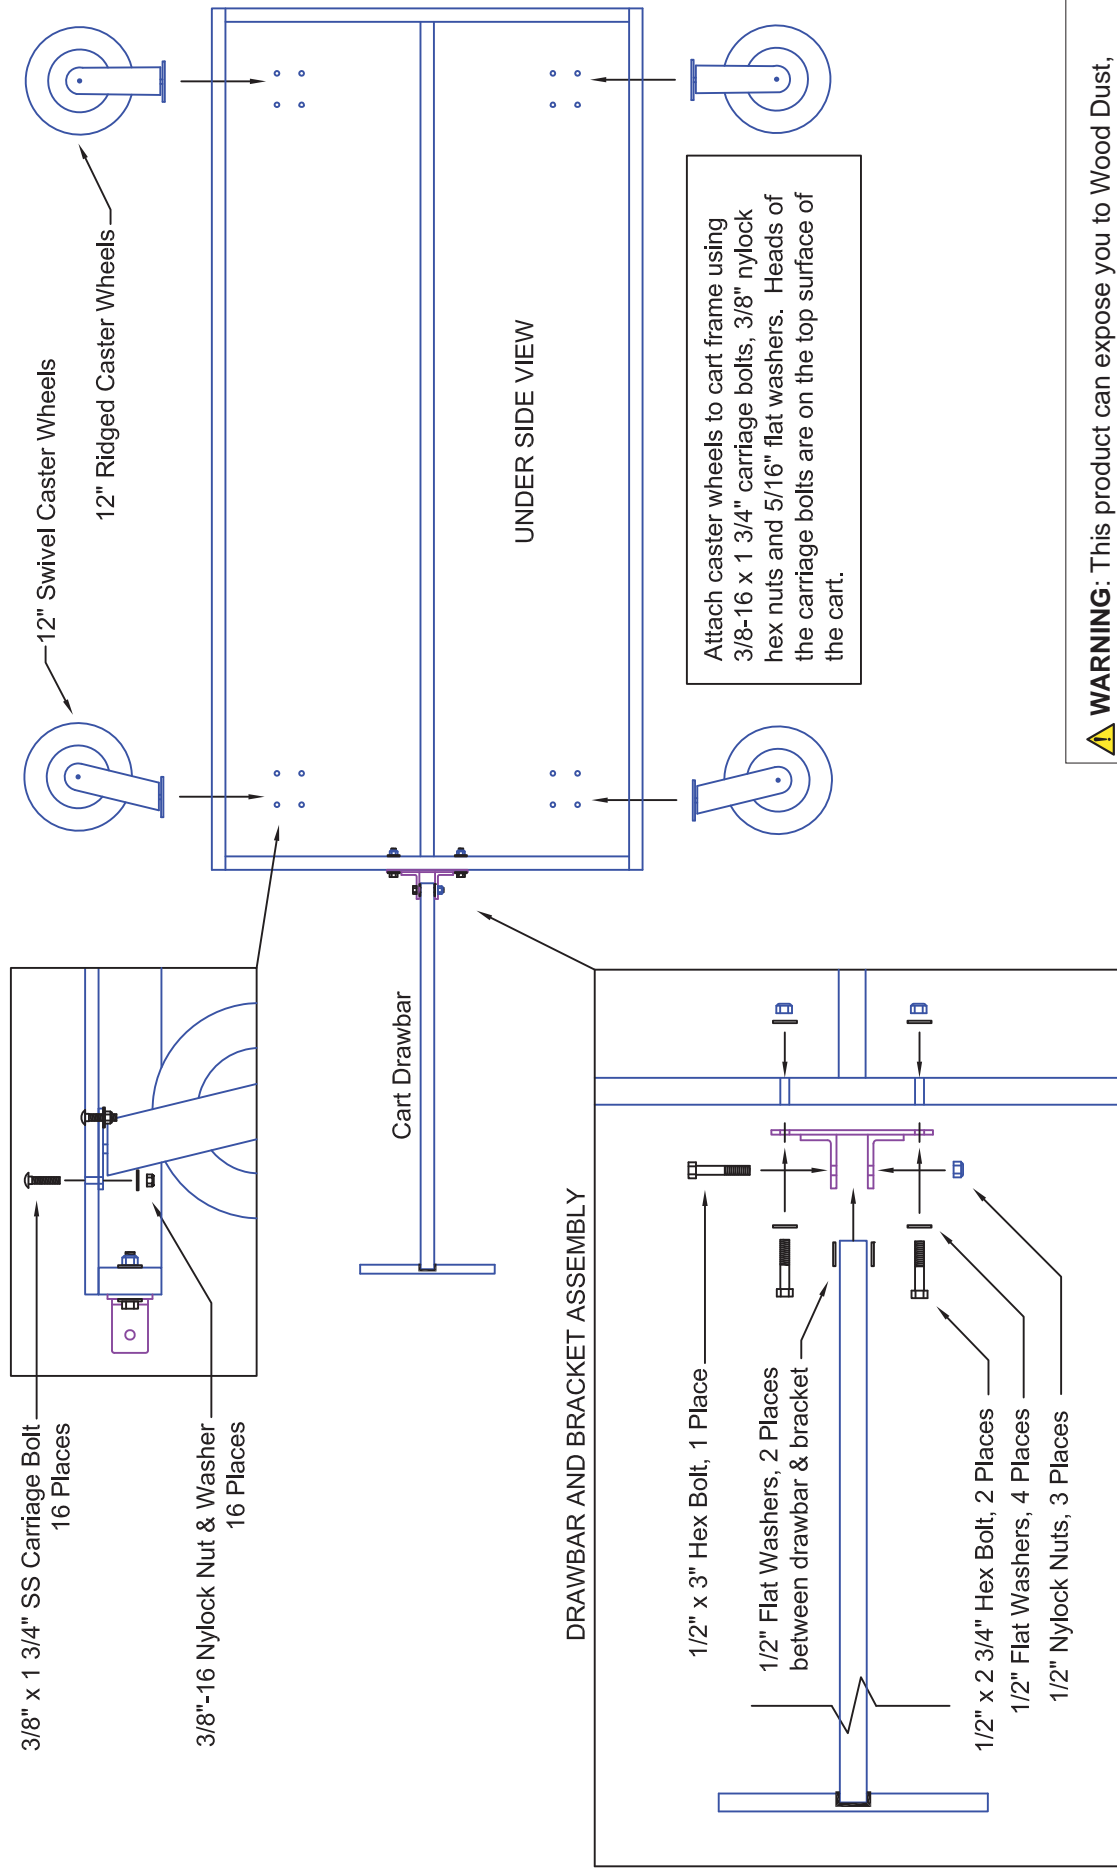 3/8" x 1 3/4" SS Carriage Bolt
16 Places
3/8"-16 Nylock Nut & Washer
16 Places
12" Swivel Caster Wheels
12" Ridged Caster Wheels
Cart Drawbar
UNDER SIDE VIEW
DRAWBAR AND BRACKET ASSEMBLY
1/2" x 3" Hex Bolt, 1 Place
1/2" Flat Washers, 2 Places
between drawbar & bracket
1/2" x 2 3/4" Hex Bolt, 2 Places
1/2" Flat Washers, 4 Places
1/2" Nylock Nuts, 3 Places
Attach caster wheels to cart frame using
3/8-16 x 1 3/4" carriage bolts, 3/8" nylock
hex nuts and 5/16" flat washers.  Heads of
the carriage bolts are on the top surface of
the cart.
WARNING: This product can expose you to Wood Dust,